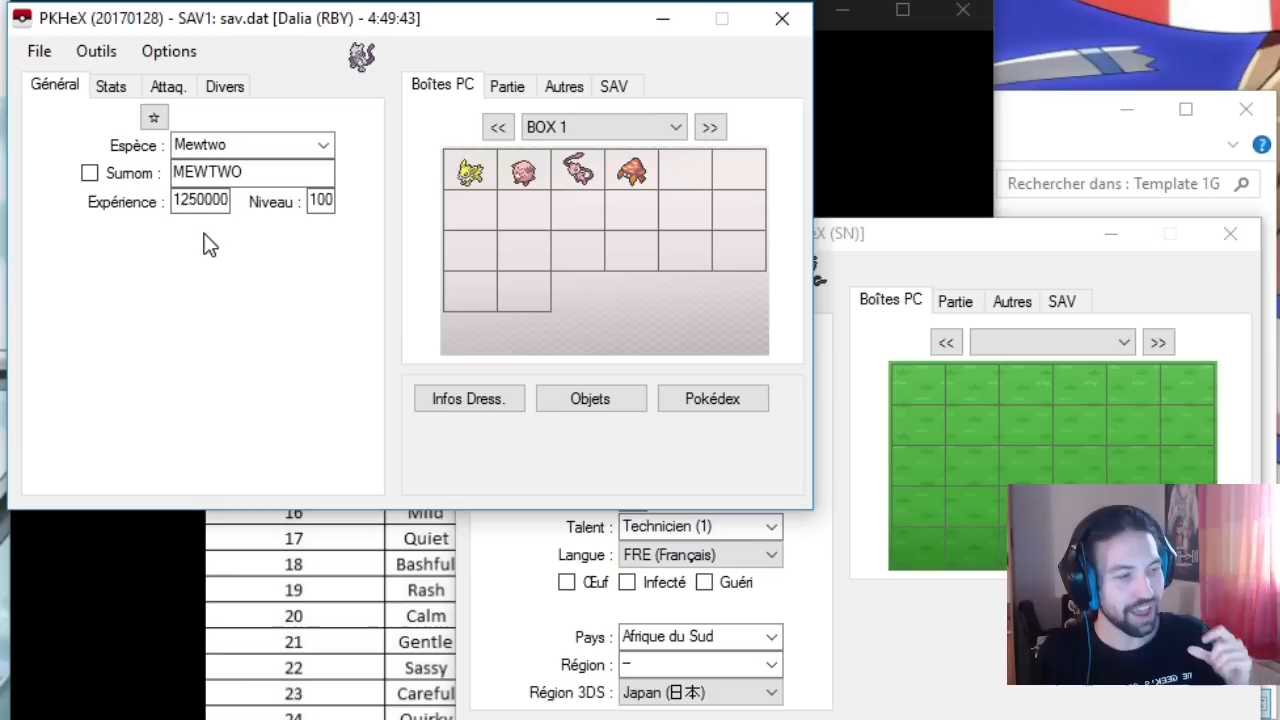 PKHeX (20170128) - SAV1: sav.dat [Dalia (RBY) - 4:49:43]
File Outils Options
Général Stats Attaq. Divers
Espèce : Mewtwo
Surnom : MEWTWO
Expérience : 1250000 Niveau : 100
Boîtes PC Partie Autres SAV
<< BOX 1 >>
Infos Dress. Objets Pokédex
Rechercher dans : Template 1G
eX (SN)]
Boîtes PC Partie Autres SAV
<< >>
16 Mild
17 Quiet
18 Bashful
19 Rash
20 Calm
21 Gentle
22 Sassy
23 Careful
24 Quirky
Talent : Technicien (1)
Langue : FRE (Français)
Œuf Infecté Guéri
Pays : Afrique du Sud
Région : –
Région 3DS : Japan (日本)